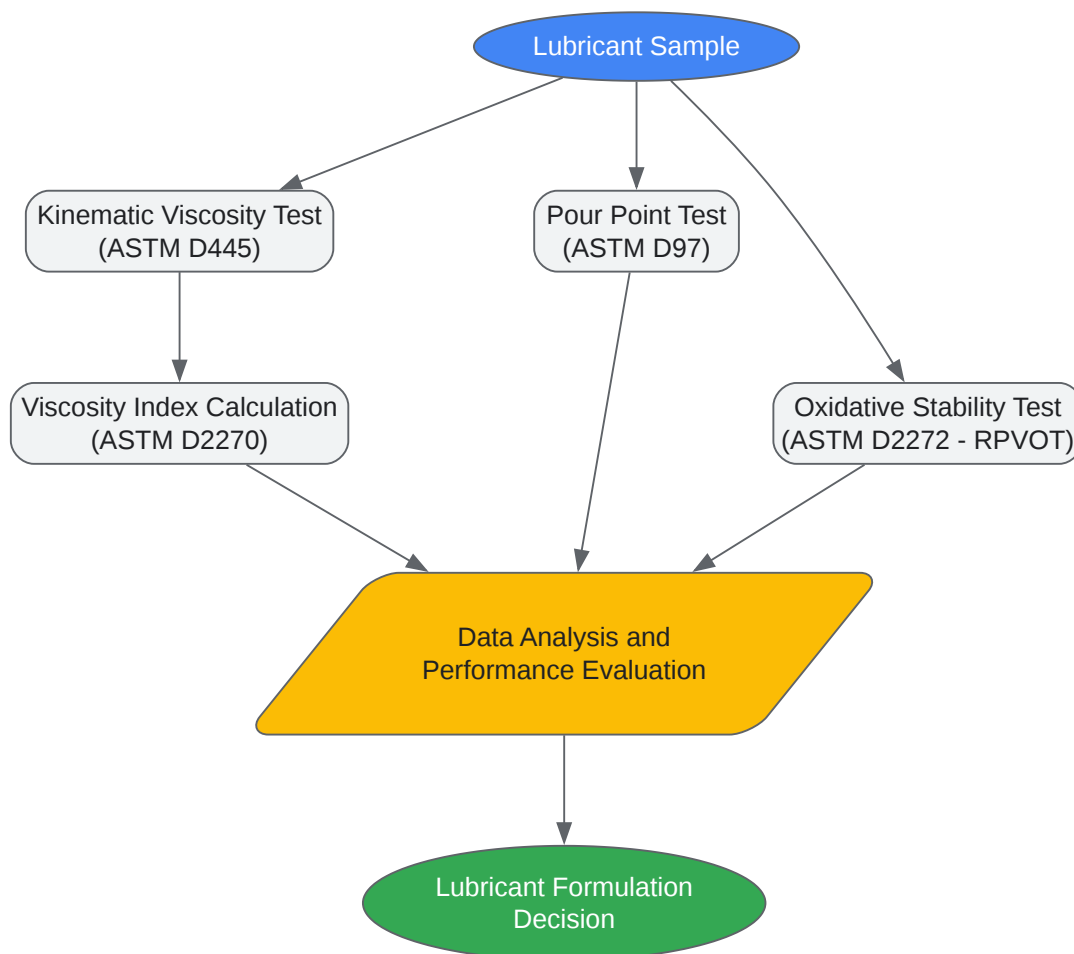 Lubricant Sample
Kinematic Viscosity Test
(ASTM D445)
Pour Point Test
(ASTM D97)
Viscosity Index Calculation
(ASTM D2270)
Oxidative Stability Test
(ASTM D2272 - RPVOT)
Data Analysis and
Performance Evaluation
Lubricant Formulation
Decision